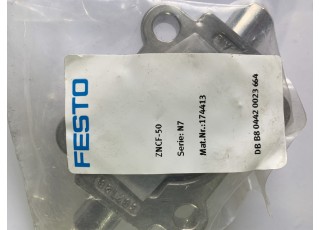 FESTO
ZNCF-50
Serie: N7
Mat.Nr.:174413
DB B8 0442 0023 664